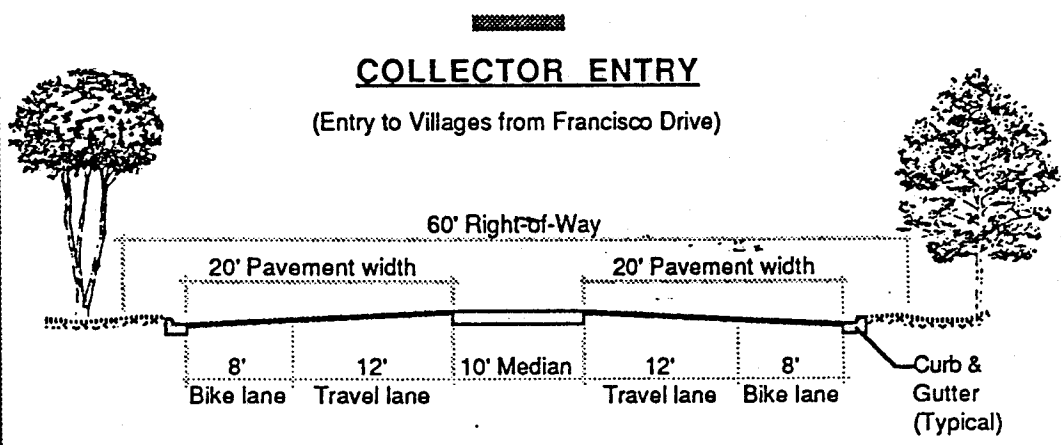 COLLECTOR ENTRY
(Entry to Villages from Francisco Drive)
60' Right-of-Way
20' Pavement width 20' Pavement width
8' 12' 10' Median 12' 8'
Bike lane Travel lane Travel lane Bike lane
Curb &
Gutter
(Typical)